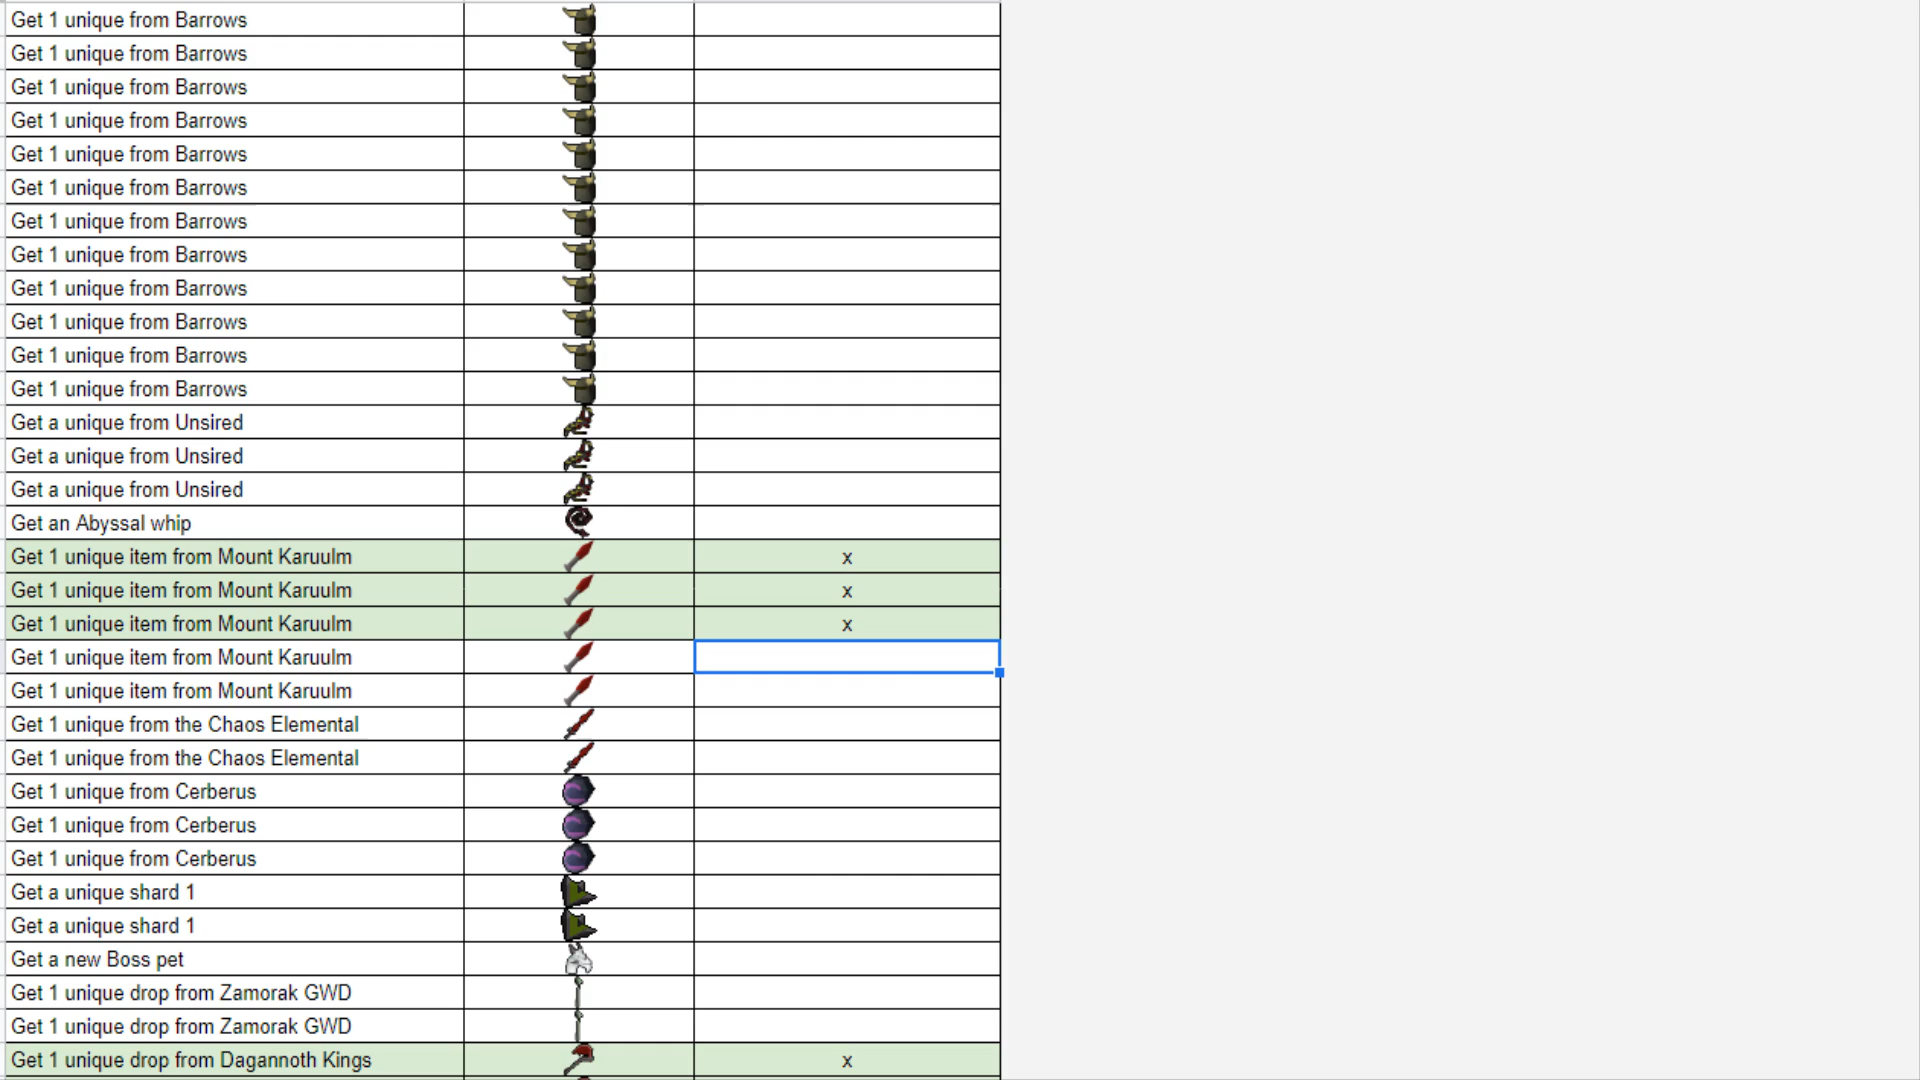 Get 1 unique from Barrows
Get 1 unique from Barrows
Get 1 unique from Barrows
Get 1 unique from Barrows
Get 1 unique from Barrows
Get 1 unique from Barrows
Get 1 unique from Barrows
Get 1 unique from Barrows
Get 1 unique from Barrows
Get 1 unique from Barrows
Get 1 unique from Barrows
Get 1 unique from Barrows
Get a unique from Unsired
Get a unique from Unsired
Get a unique from Unsired
Get an Abyssal whip
Get 1 unique item from Mount Karuulm x
Get 1 unique item from Mount Karuulm x
Get 1 unique item from Mount Karuulm x
Get 1 unique item from Mount Karuulm
Get 1 unique item from Mount Karuulm
Get 1 unique from the Chaos Elemental
Get 1 unique from the Chaos Elemental
Get 1 unique from Cerberus
Get 1 unique from Cerberus
Get 1 unique from Cerberus
Get a unique shard 1
Get a unique shard 1
Get a new Boss pet
Get 1 unique drop from Zamorak GWD
Get 1 unique drop from Zamorak GWD
Get 1 unique drop from Dagannoth Kings x